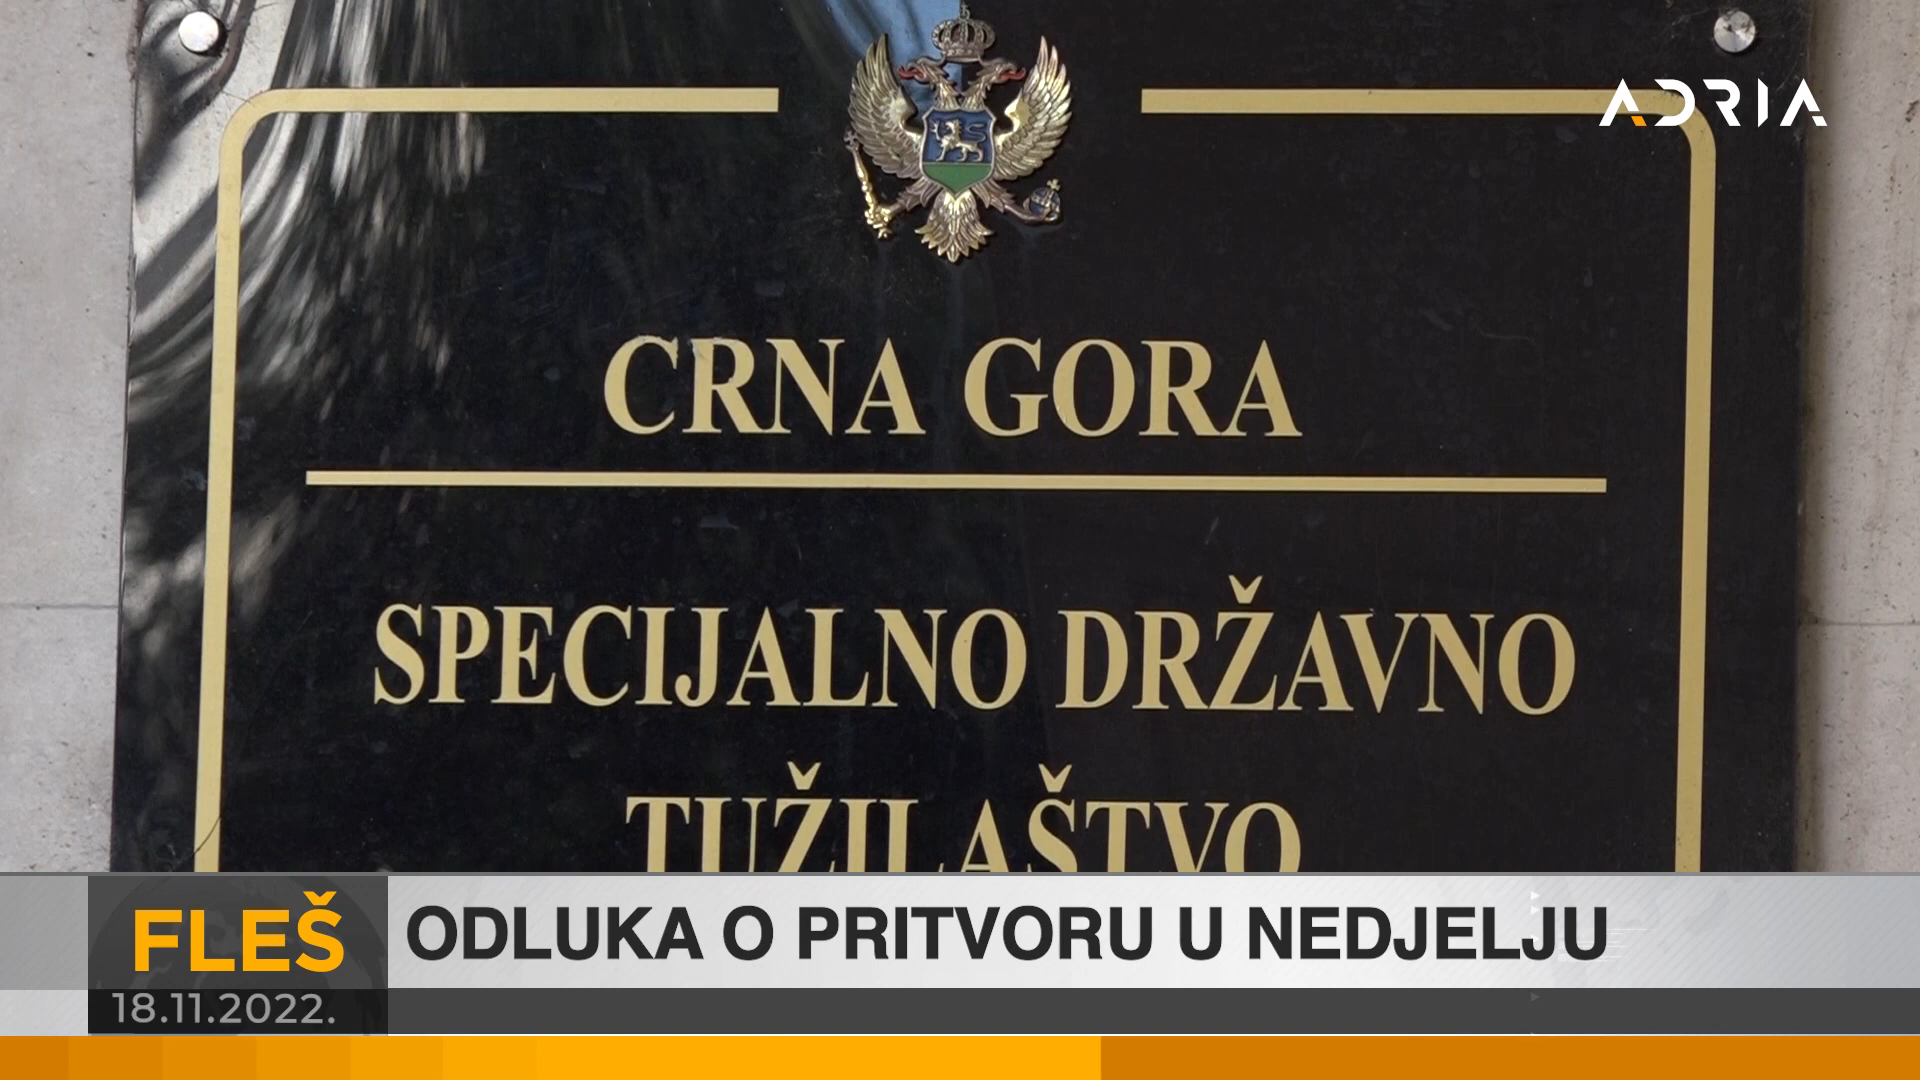 ADRIA
CRNA GORA
SPECIJALNO DRŽAVNO
TUŽILAŠTVO
FLEŠ
ODLUKA O PRITVORU U NEDJELJU
18.11.2022.